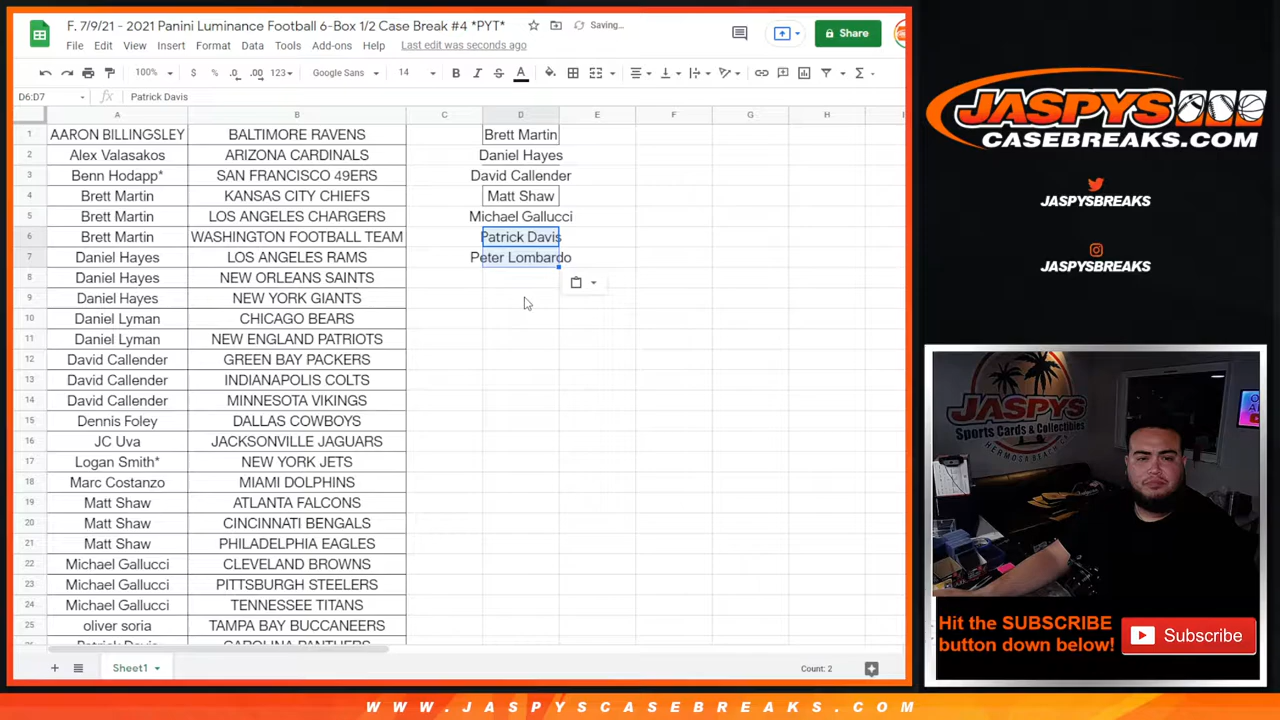 F. 7/9/21 - 2021 Panini Luminance Football 6-Box 1/2 Case Break #4 *PYT*
Saving...
File Edit View Insert Format Data Tools Add-ons Help Last edit was seconds ago
Share
100% $ % .0 .00 123 Google Sans 14 B I S A
D6:D7 fx Patrick Davis
A B C D E F G H I
1 AARON BILLINGSLEY BALTIMORE RAVENS Brett Martin
2 Alex Valasakos ARIZONA CARDINALS Daniel Hayes
3 Benn Hodapp* SAN FRANCISCO 49ERS David Callender
4 Brett Martin KANSAS CITY CHIEFS Matt Shaw
5 Brett Martin LOS ANGELES CHARGERS Michael Gallucci
6 Brett Martin WASHINGTON FOOTBALL TEAM Patrick Davis
7 Daniel Hayes LOS ANGELES RAMS Peter Lombardo
8 Daniel Hayes NEW ORLEANS SAINTS
9 Daniel Hayes NEW YORK GIANTS
10 Daniel Lyman CHICAGO BEARS
11 Daniel Lyman NEW ENGLAND PATRIOTS
12 David Callender GREEN BAY PACKERS
13 David Callender INDIANAPOLIS COLTS
14 David Callender MINNESOTA VIKINGS
15 Dennis Foley DALLAS COWBOYS
16 JC Uva JACKSONVILLE JAGUARS
17 Logan Smith* NEW YORK JETS
18 Marc Costanzo MIAMI DOLPHINS
19 Matt Shaw ATLANTA FALCONS
20 Matt Shaw CINCINNATI BENGALS
21 Matt Shaw PHILADELPHIA EAGLES
22 Michael Gallucci CLEVELAND BROWNS
23 Michael Gallucci PITTSBURGH STEELERS
24 Michael Gallucci TENNESSEE TITANS
25 oliver soria TAMPA BAY BUCCANEERS
26 Patrick Davis CAROLINA PANTHERS
Sheet1
Count: 2
JASPYS
CASEBREAKS.COM
JASPYSBREAKS
JASPYSBREAKS
JASPYS
Sports Cards & Collectibles
HERMOSA BEACH, CA
Hit the SUBSCRIBE
button down below!
Subscribe
WWW.JASPYSCASEBREAKS.COM